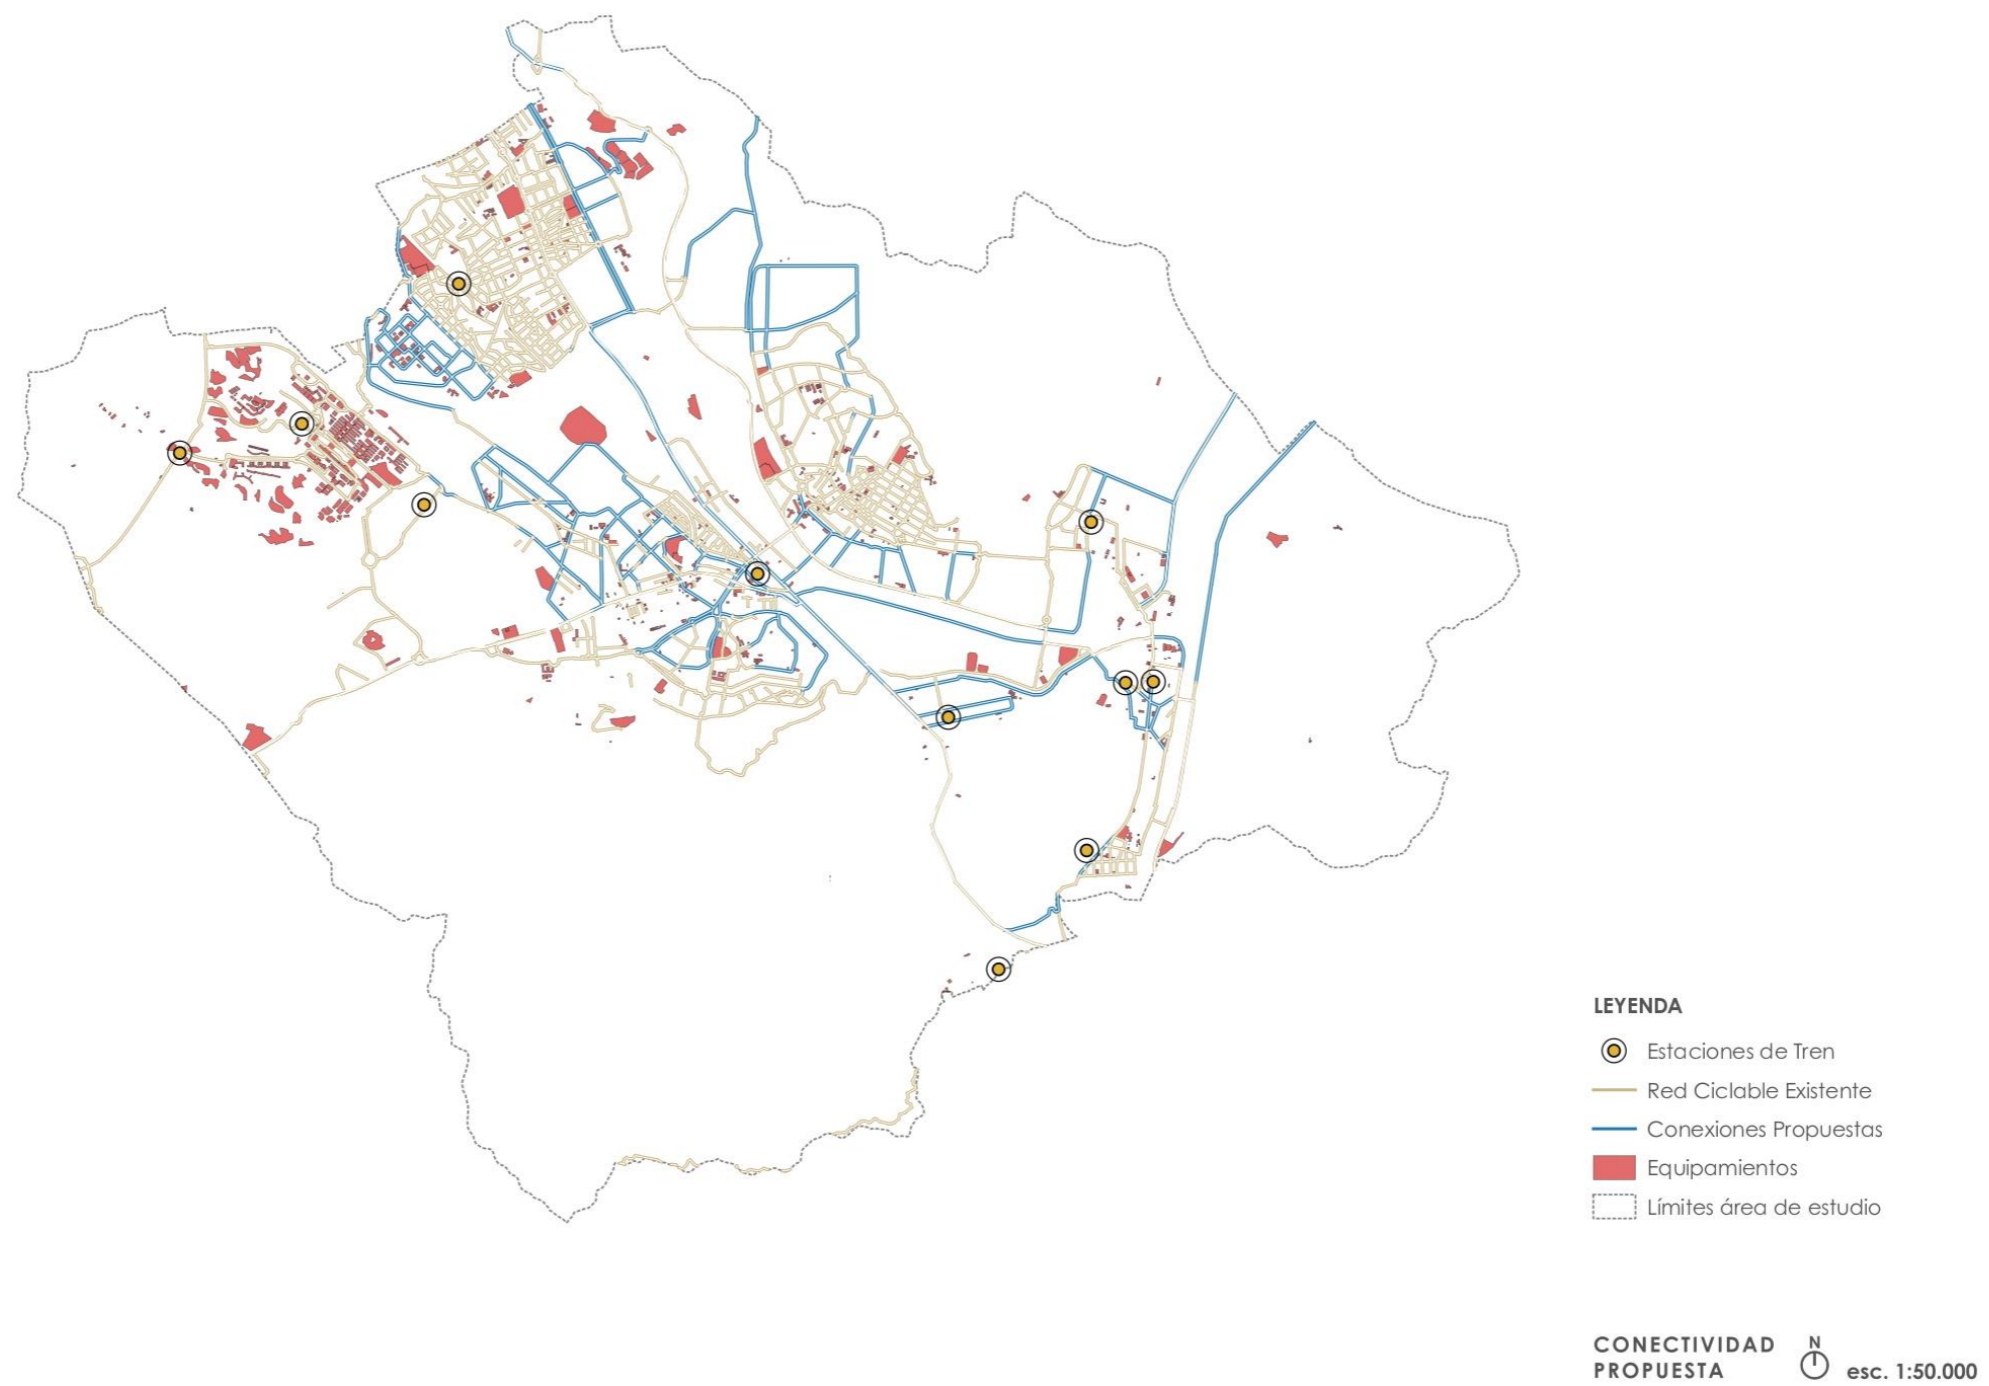 LEYENDA
Estaciones de Tren
Red Ciclable Existente
Conexiones Propuestas
Equipamientos
Límites área de estudio
CONECTIVIDAD
PROPUESTA
N
esc. 1:50.000